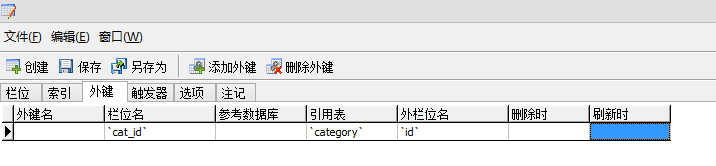 文件(F) 编辑(E) 窗口(W)
创建 保存 另存为 添加外键 删除外键
栏位 索引 外键 触发器 选项 注记
外键名 栏位名 参考数据库 引用表 外栏位名 删除时 刷新时
`cat_id` `category` `id`